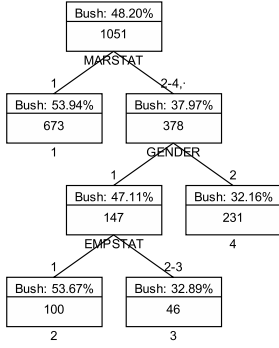 Bush: 48.20%
1051
MARSTAT
1 2-4,·
Bush: 53.94% Bush: 37.97%
673 378
1 GENDER
1 2
Bush: 47.11% Bush: 32.16%
147 231
EMPSTAT 4
1 2-3
Bush: 53.67% Bush: 32.89%
100 46
2 3